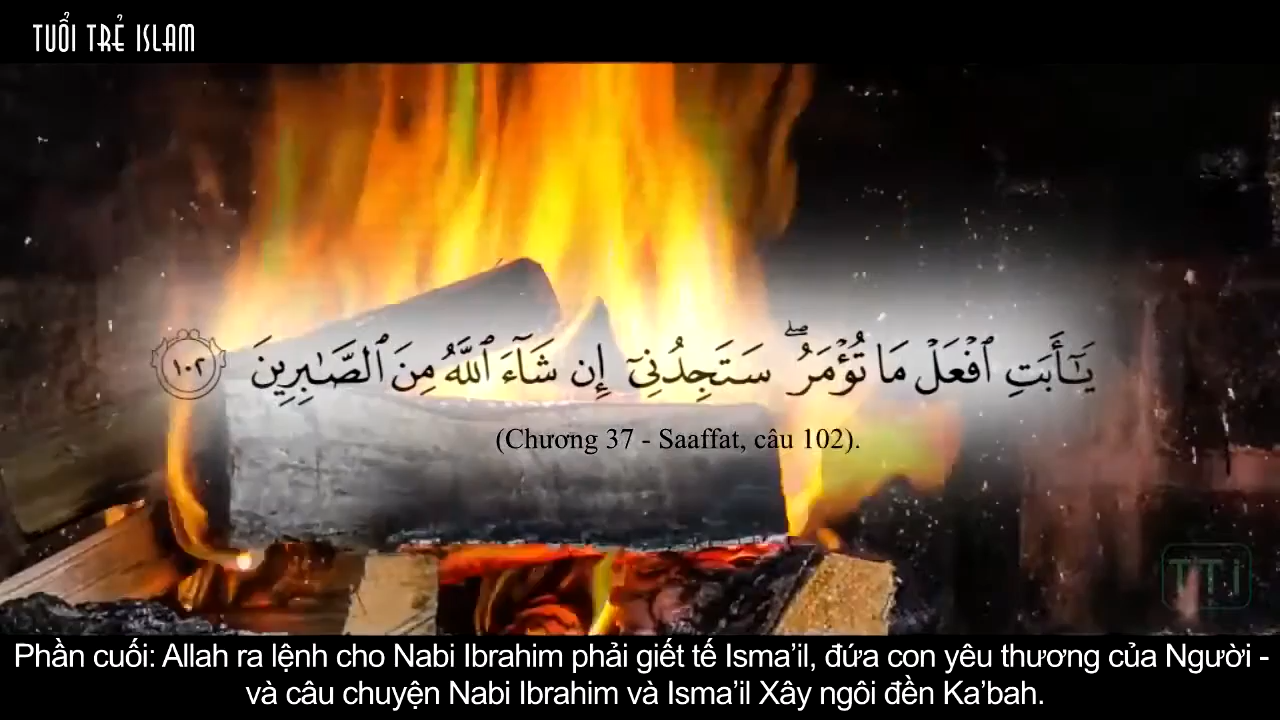 TUỔI TRẺ ISLAM
يَٰٓأَبَتِ ٱفْعَلْ مَا تُؤْمَرُ ۖ سَتَجِدُنِىٓ إِن شَآءَ ٱللَّهُ مِنَ ٱلصَّٰبِرِينَ ١٠٢
(Chương 37 - Saaffat, câu 102).
TTi
Phần cuối: Allah ra lệnh cho Nabi Ibrahim phải giết tế Isma’il, đứa con yêu thương của Người -
và câu chuyện Nabi Ibrahim và Isma’il Xây ngôi đền Ka’bah.